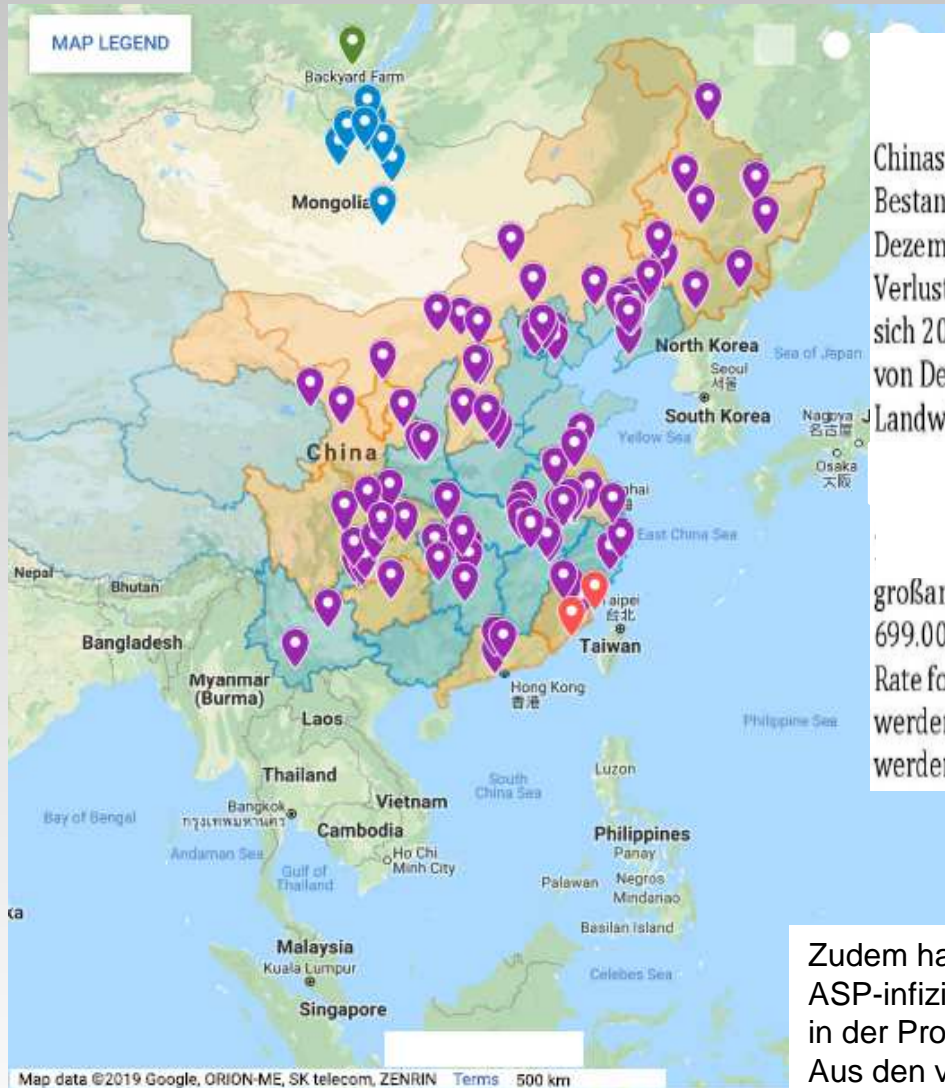 MAP LEGEND
Backyard Farm
Mongolia
North Korea
Sea of Japan
Seoul
서울
South Korea
Nagoya
名古屋
Osaka
大阪
Yellow Sea
China
East China Sea
Nepal
Bhutan
Taipei
台北
Taiwan
Bangladesh
Myanmar
(Burma)
Hong Kong
香港
Laos
Philippine Sea
Thailand
Luzon
South
China Sea
Vietnam
Bangkok
กรุงเทพมหานคร
Bay of Bengal
Cambodia
Philippines
Andaman Sea
Ho Chi
Minh City
Panay
Gulf of
Thailand
Palawan
Negros
Mindanao
Basilan Island
Malaysia
Kuala Lumpur
Celebes Sea
Singapore
Map data ©2019 Google, ORION-ME, SK telecom, ZENRIN Terms 500 km
Chinas
Bestan
Dezem
Verlust
sich 20
von De
Landw
großan
699.00
Rate fo
werden
werden
Zudem ha
ASP-infizi
in der Pro
Aus den v